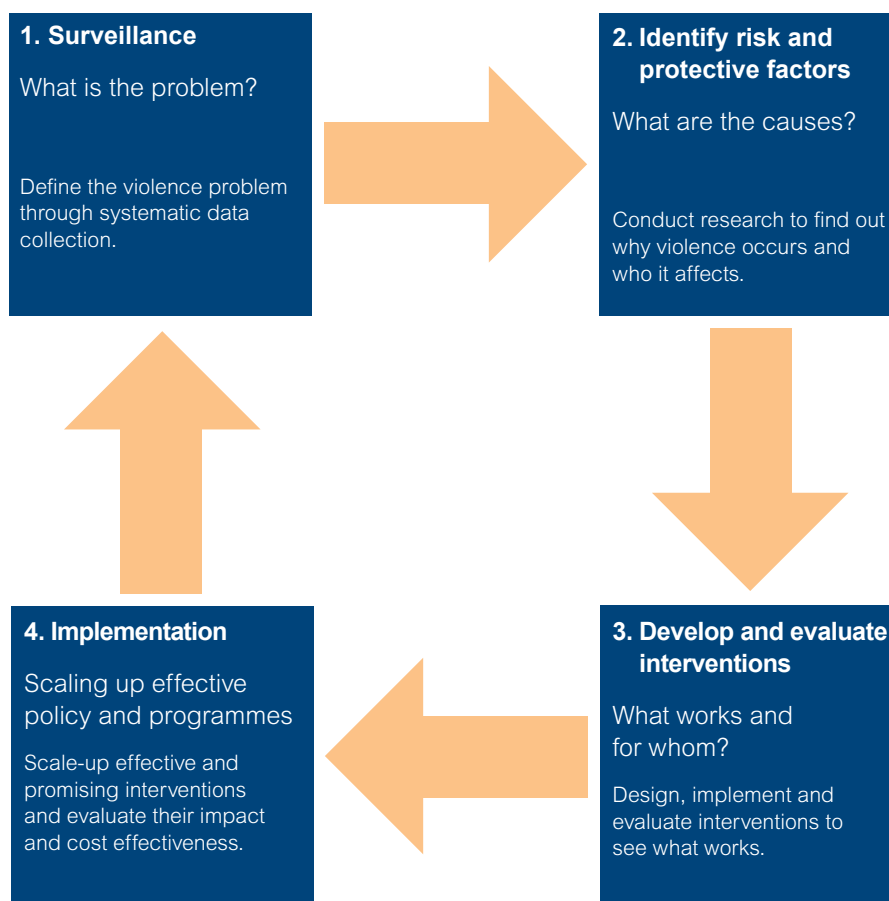 1. Surveillance
What is the problem?
Define the violence problem
through systematic data
collection.
2. Identify risk and
protective factors
What are the causes?
Conduct research to find out
why violence occurs and
who it affects.
3. Develop and evaluate
interventions
What works and
for whom?
Design, implement and
evaluate interventions to
see what works.
4. Implementation
Scaling up effective
policy and programmes
Scale-up effective and
promising interventions
and evaluate their impact
and cost effectiveness.